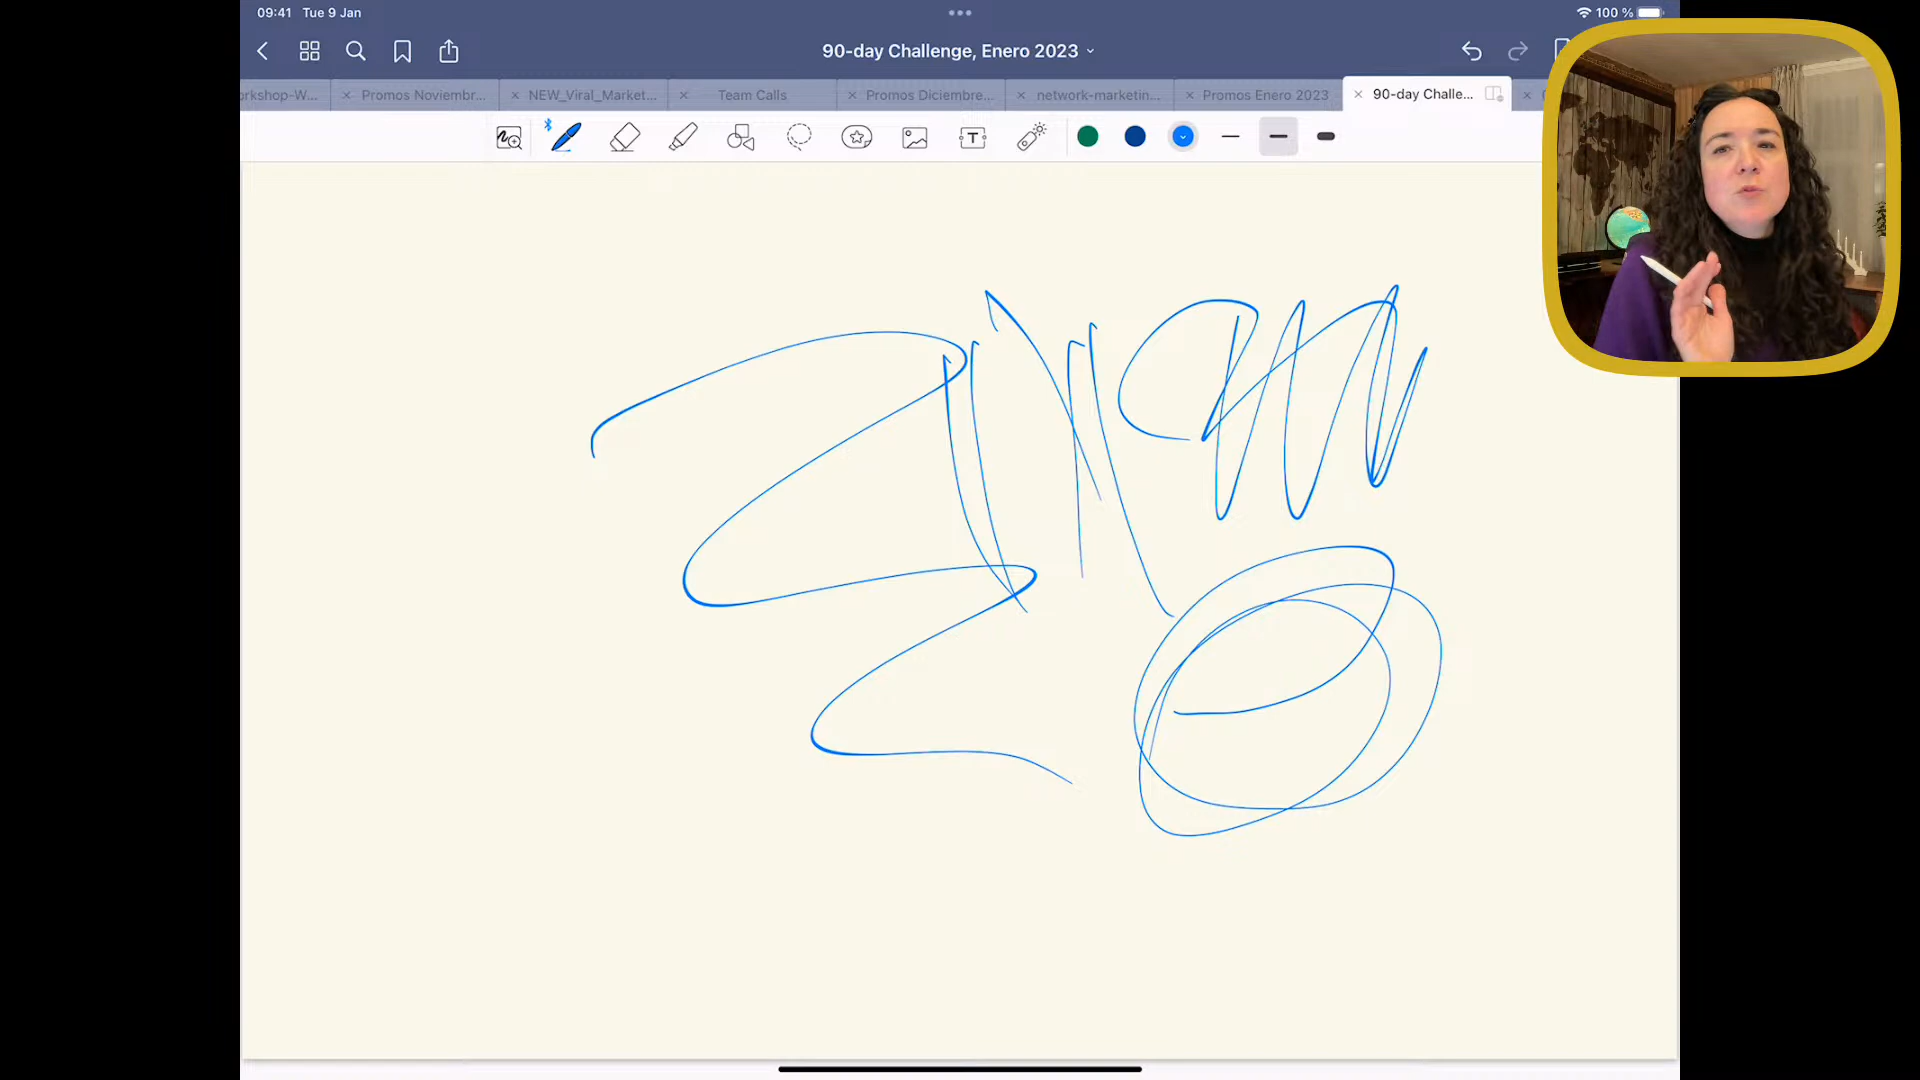 09:41 Tue 9 Jan 100 %
90-day Challenge, Enero 2023
orkshop-W... Promos Noviembr... NEW_Viral_Market... Team Calls Promos Diciembre... network-marketin... Promos Enero 2023 90-day Challe...
T